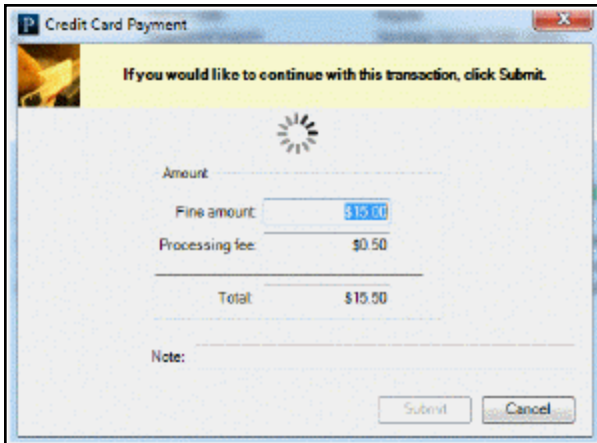 P Credit Card Payment X
If you would like to continue with this transaction, click Submit.
Amount
Fine amount: $15.00
Processing fee: $0.50
Total: $15.50
Note:
Submit Cancel